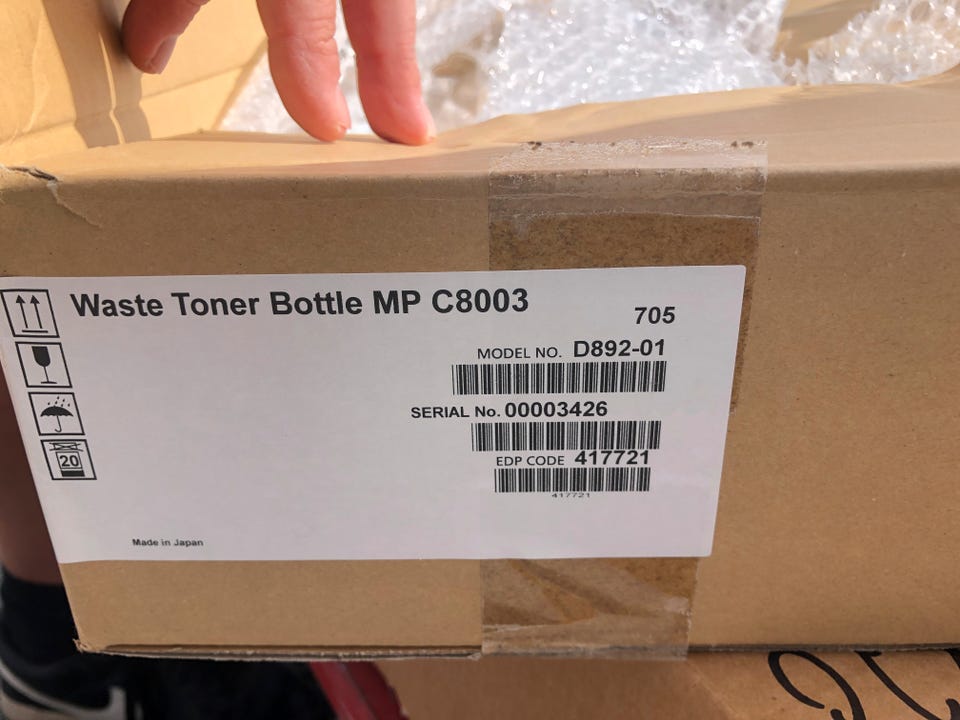 Waste Toner Bottle MP C8003
705
MODEL NO. D892-01
SERIAL No. 00003426
EDP CODE 417721
417721
20
Made in Japan